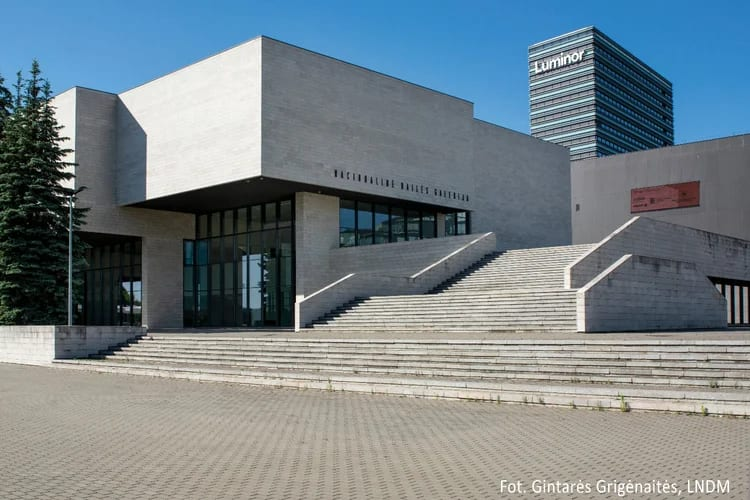 Luminor
NACIONALINĖ DAILĖS GALERIJA
Fot. Gintarės Grigėnaitės, LNDM